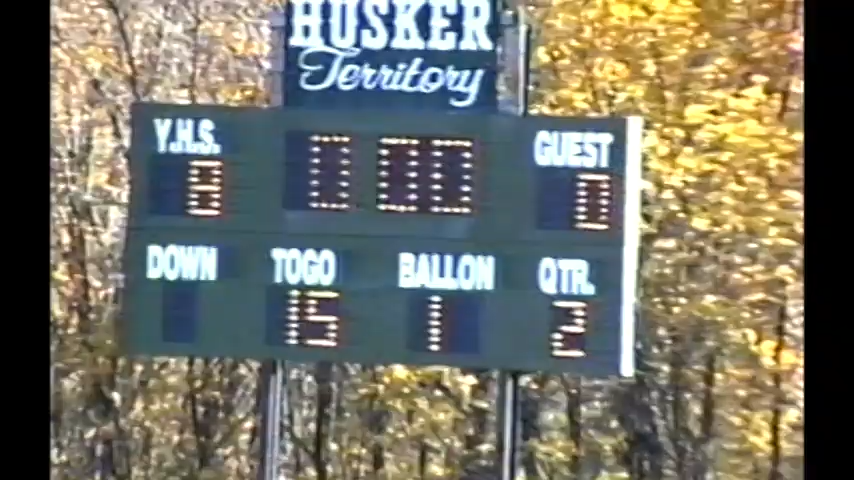 HUSKER
Territory
Y.H.S. GUEST
8 0 00 0
DOWN TOGO BALLON QTR.
15 1 2